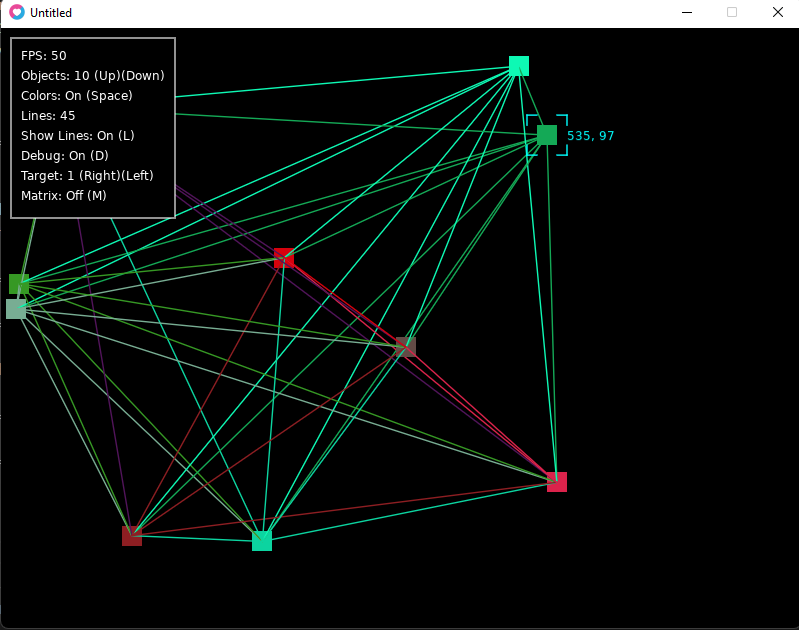 Untitled
FPS: 50
Objects: 10 (Up)(Down)
Colors: On (Space)
Lines: 45
Show Lines: On (L)
Debug: On (D)
Target: 1 (Right)(Left)
Matrix: Off (M)
535, 97